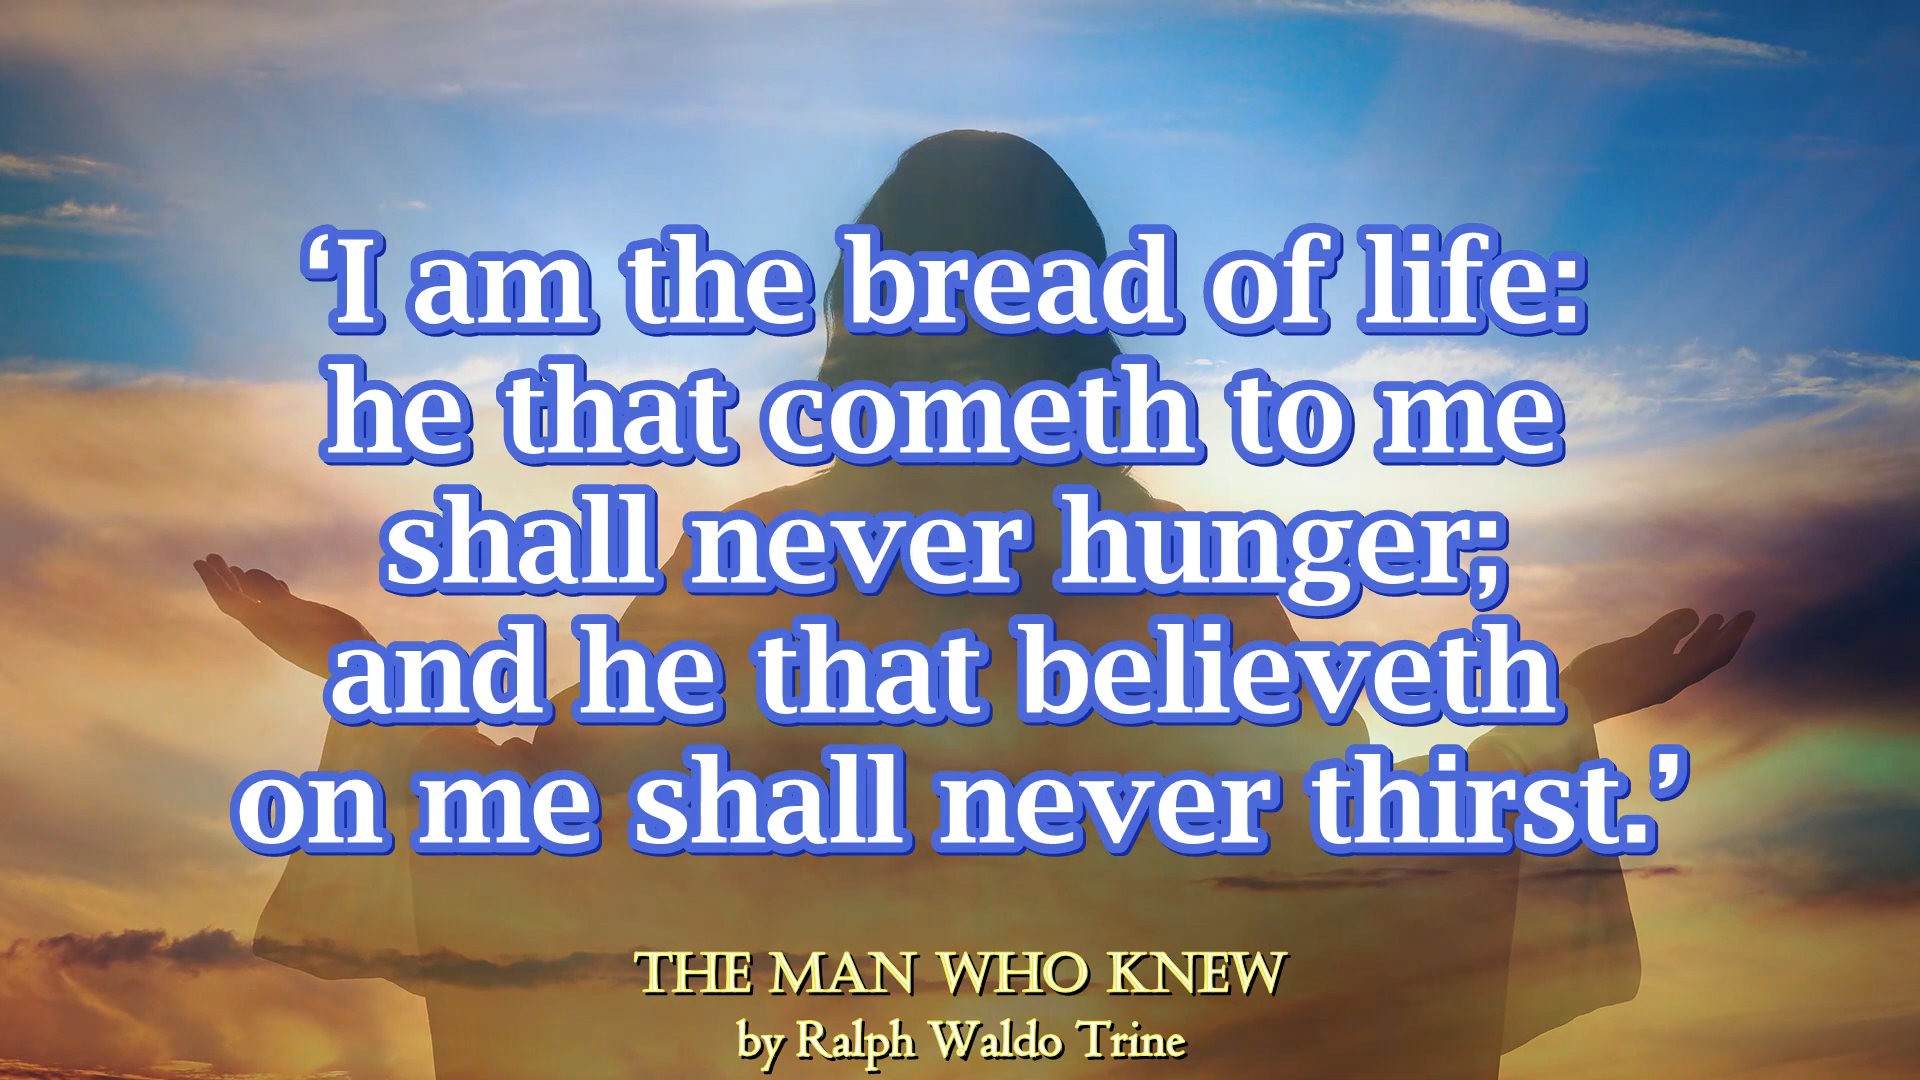 ‘I am the bread of life:
he that cometh to me
shall never hunger;
and he that believeth
on me shall never thirst.’
THE MAN WHO KNEW
by Ralph Waldo Trine